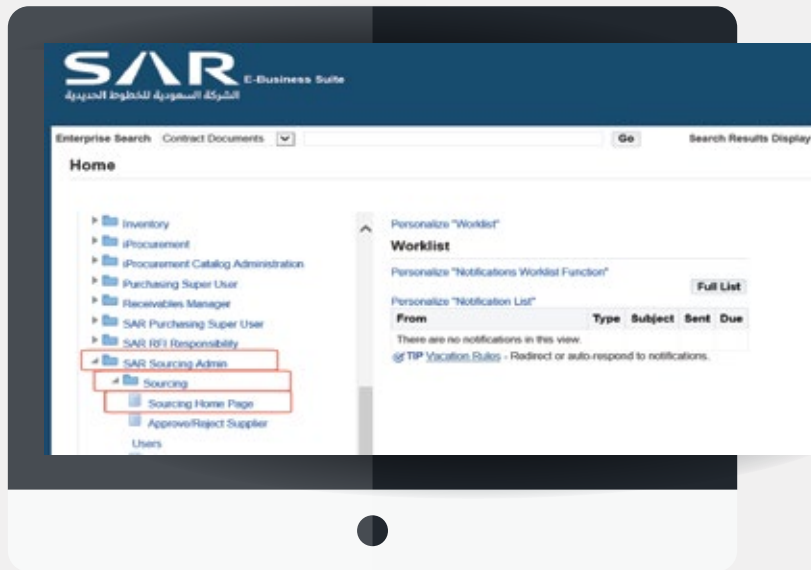 SAR E-Business Suite
الشركة السعودية للخطوط الحديدية
Enterprise Search Contract Documents Go Search Results Display
Home
Inventory
iProcurement
iProcurement Catalog Administration
Purchasing Super User
Receivables Manager
SAR Purchasing Super User
SAR RFI Responsibility
SAR Sourcing Admin
Sourcing
Sourcing Home Page
Approve/Reject Supplier
Users
Personalize "Worklist"
Worklist
Personalize "Notifications Worklist Function"
Full List
Personalize "Notification List"
From Type Subject Sent Due
There are no notifications in this view.
TIP Vacation Rules - Redirect or auto-respond to notifications.